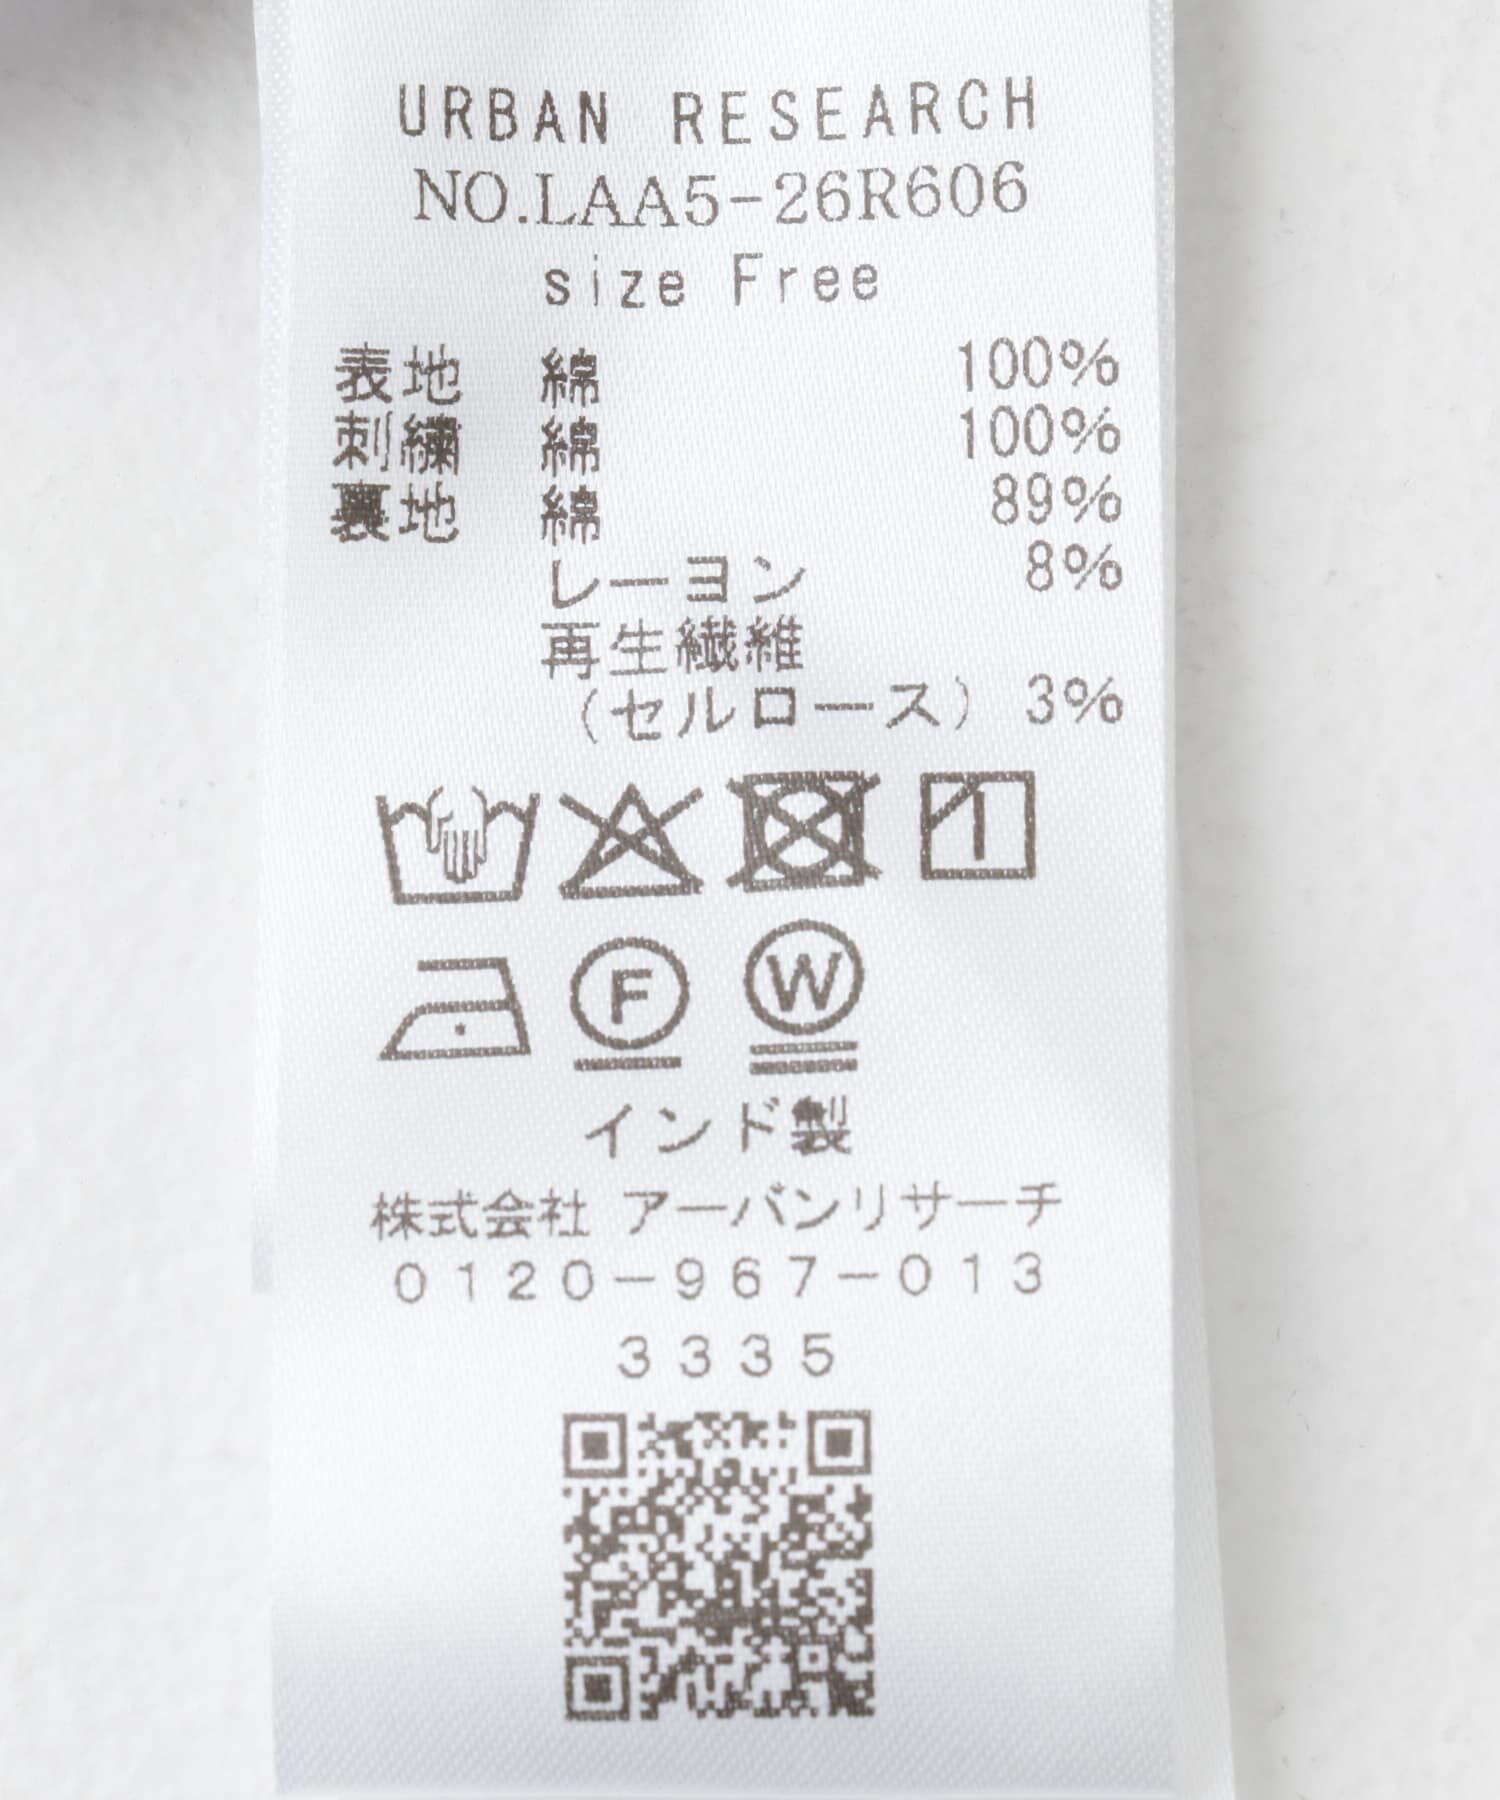 URBAN RESEARCH
NO.LAA5-26R606
size Free
表地 綿 100%
刺繍 綿 100%
裏地 綿 89%
レーヨン 8%
再生繊維
(セルロース) 3%
F W
インド製
株式会社 アーバンリサーチ
0120-967-013
3335